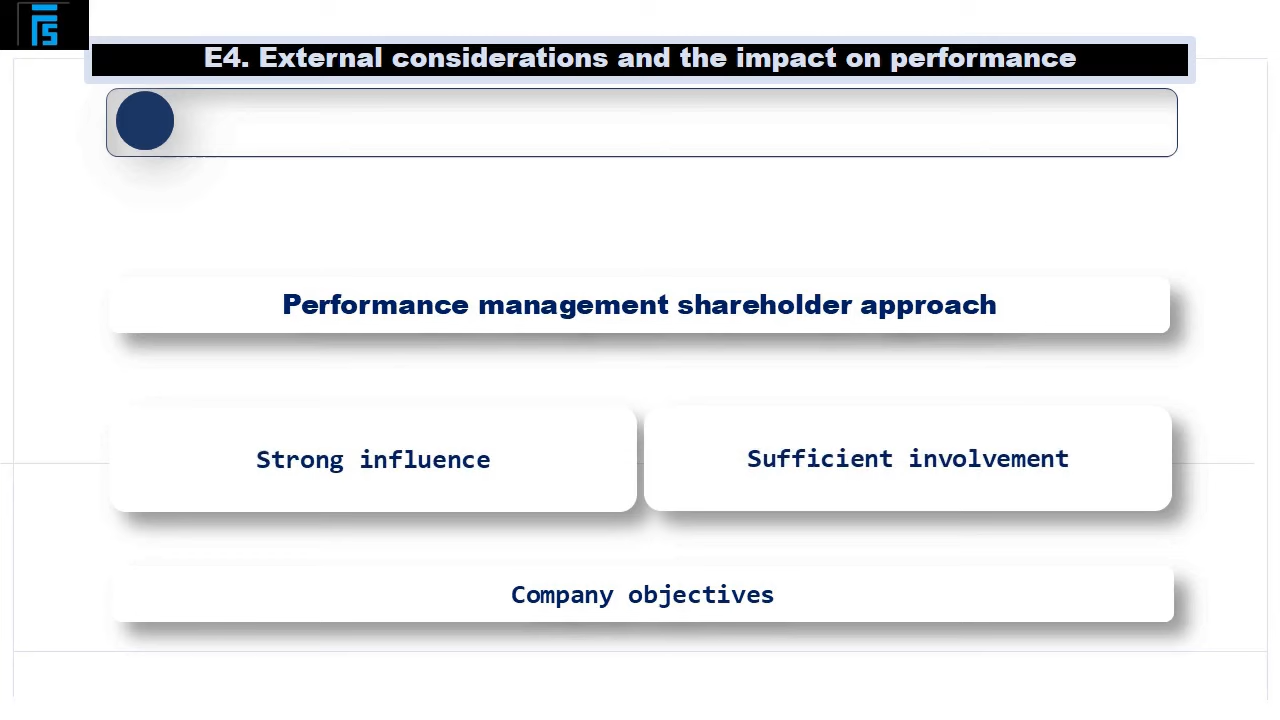 E4. External considerations and the impact on performance
Performance management shareholder approach
Strong influence
Sufficient involvement
Company objectives